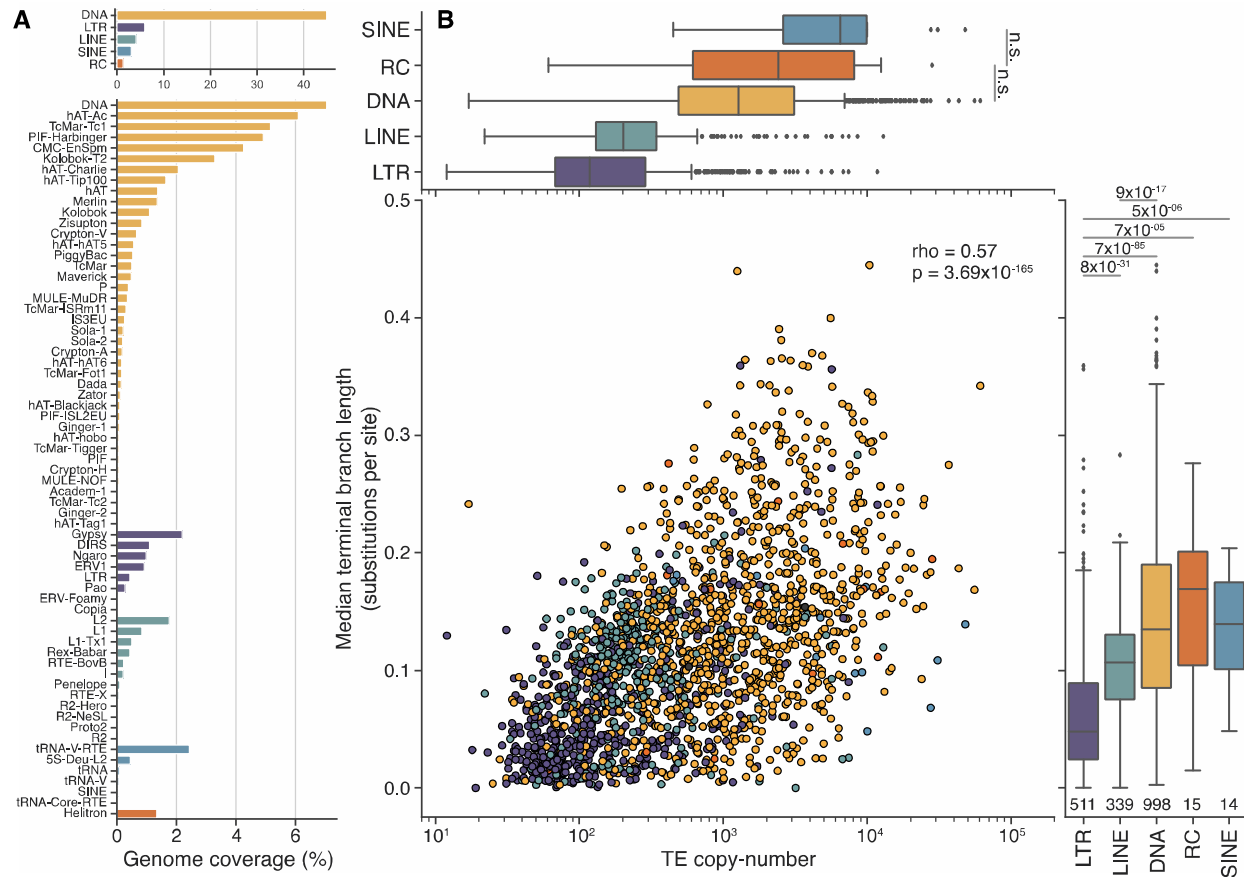 A
DNA
LTR
LINE
SINE
RC
0 10 20 30 40
DNA
hAT-Ac
TcMar-Tc1
PIF-Harbinger
CMC-EnSpm
Kolobok-T2
hAT-Charlie
hAT-Tip100
hAT
Merlin
Kolobok
Zisupton
Crypton-V
hAT-hAT5
PiggyBac
TcMar
Maverick
P
MULE-MuDR
TcMar-ISRm11
IS3EU
Sola-1
Sola-2
Crypton-A
hAT-hAT6
TcMar-Fot1
Dada
Zator
hAT-Blackjack
PIF-ISL2EU
Ginger-1
hAT-hobo
TcMar-Tigger
PIF
Crypton-H
MULE-NOF
Academ-1
TcMar-Tc2
Ginger-2
hAT-Tag1
Gypsy
DIRS
Ngaro
ERV1
LTR
Pao
ERV-Foamy
Copia
L2
L1
L1-Tx1
Rex-Babar
RTE-BovB
I
Penelope
RTE-X
R2-Hero
R2-NeSL
Proto2
R2
tRNA-V-RTE
5S-Deu-L2
tRNA
tRNA-V
SINE
tRNA-Core-RTE
Helitron
0 2 4 6
Genome coverage (%)
B
SINE
RC
DNA
LINE
LTR
n.s.
n.s.
0.5
0.4
0.3
0.2
0.1
0.0
Median terminal branch length
(substitutions per site)
rho = 0.57
p = 3.69x10⁻¹⁶⁵
10¹ 10² 10³ 10⁴ 10⁵
TE copy-number
9x10⁻¹⁷
5x10⁻⁰⁶
7x10⁻⁰⁵
7x10⁻⁸⁵
8x10⁻³¹
511 339 998 15 14
LTR
LINE
DNA
RC
SINE